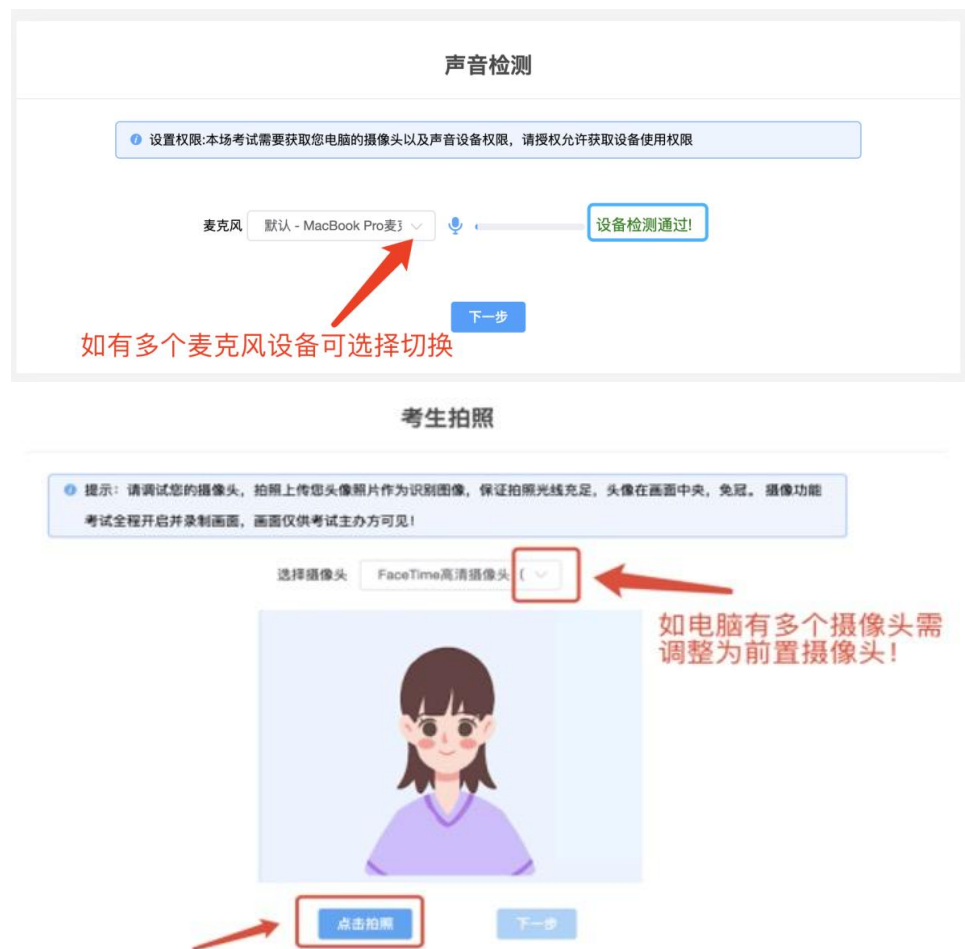 声音检测
设置权限:本场考试需要获取您电脑的摄像头以及声音设备权限，请授权允许获取设备使用权限
麦克风 默认 - MacBook Pro麦 设备检测通过!
下一步
如有多个麦克风设备可选择切换
考生拍照
提示：请调试您的摄像头，拍照上传您头像照片作为识别图像，保证拍照光线充足，头像在画面中央，免冠。 摄像功能
考试全程开启并录制画面，画面仅供考试主办方可见！
选择摄像头 FaceTime高清摄像头（
如电脑有多个摄像头需
调整为前置摄像头！
点击拍照 下一步